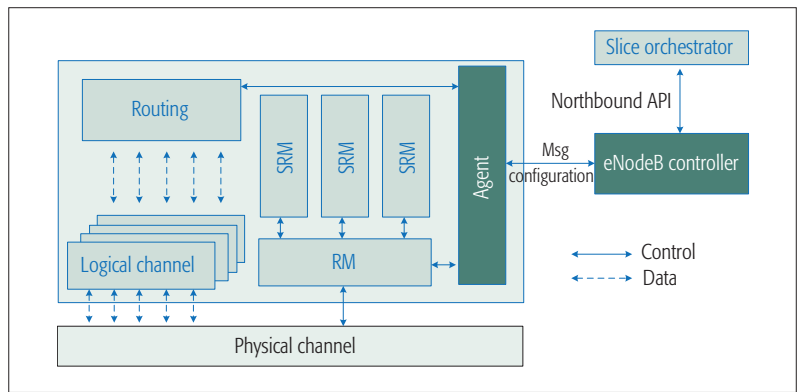 Slice orchestrator
Routing
Northbound API
SRM
SRM
SRM
Agent
Msg
configuration
eNodeB controller
Control
Data
Logical channel
RM
Physical channel